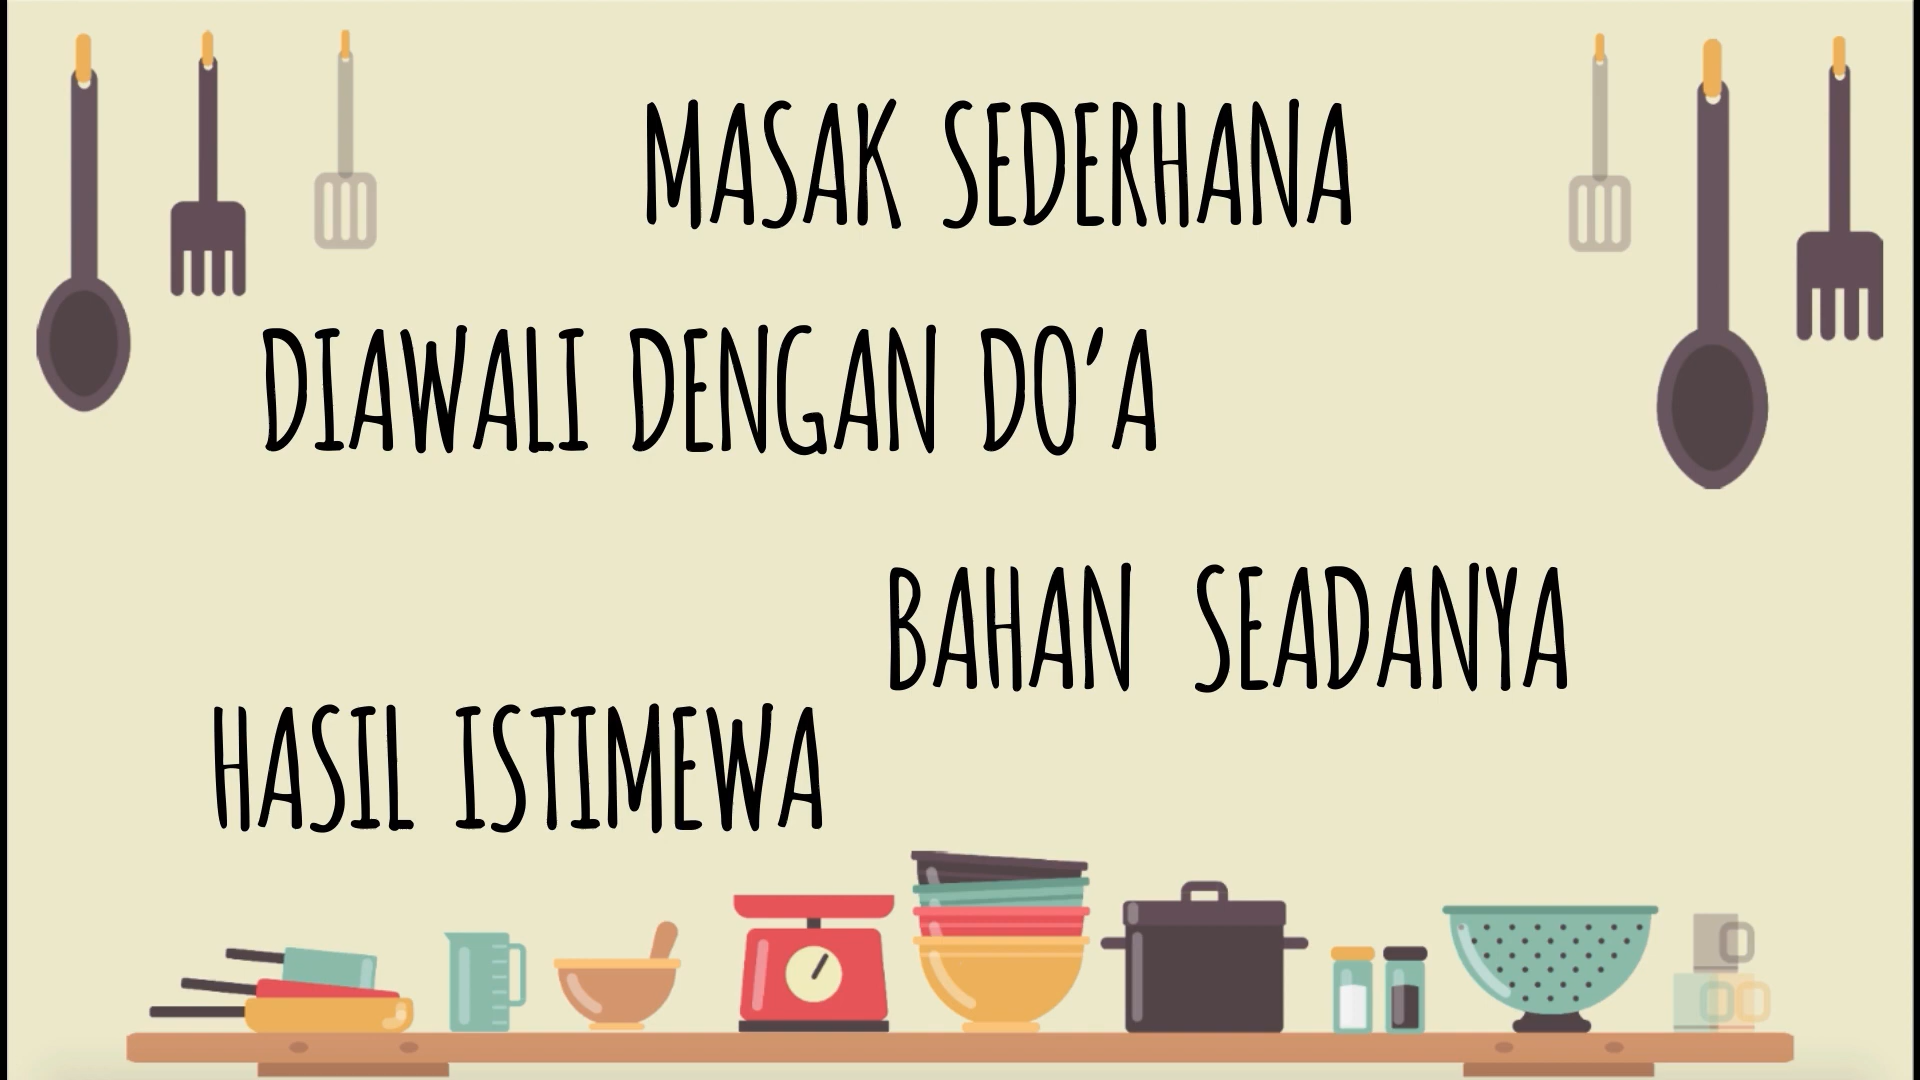 MASAK SEDERHANA
DIAWALI DENGAN DO’A
BAHAN SEADANYA
HASIL ISTIMEWA